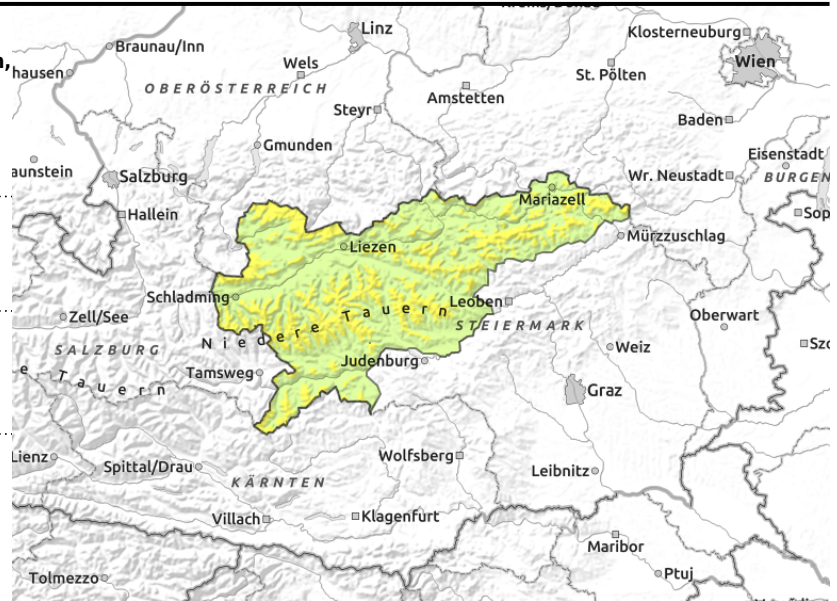 Linz
Klosterneuburg
Braunau/Inn
Wien
Wels
hausen
St. Pölten
OBERÖSTERREICH
Amstetten
Steyr
Baden
Gmunden
Eisenstadt
aunstein
Salzburg
Wr. Neustadt
BURGEN
Mariazell
Hallein
Sop
Mürzzuschlag
Liezen
Schladming
Leoben
Zell/See
Niedere Tauern
STEIERMARK
Oberwart
SALZBURG
Weiz
Szo
Judenburg
e Tauern
Tamsweg
Graz
Lienz
Wolfsberg
Spittal/Drau
Leibnitz
KÄRNTEN
Villach
Klagenfurt
Maribor
Tolmezzo
Ptuj